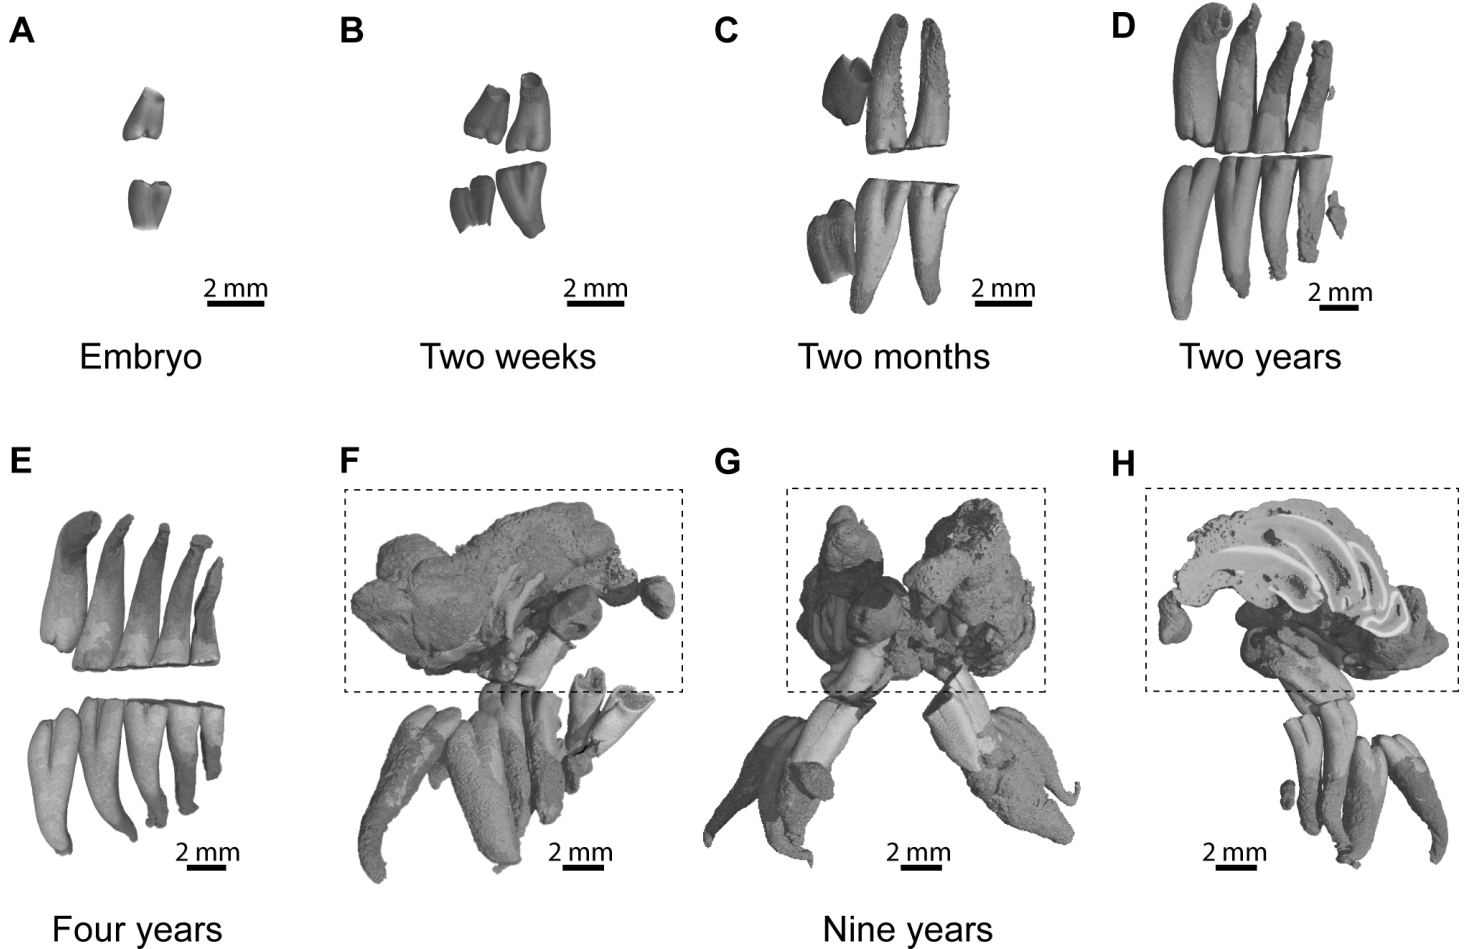 A
B
C
D
2 mm
2 mm
2 mm
2 mm
Embryo
Two weeks
Two months
Two years
E
F
G
H
2 mm
2 mm
2 mm
2 mm
Four years
Nine years